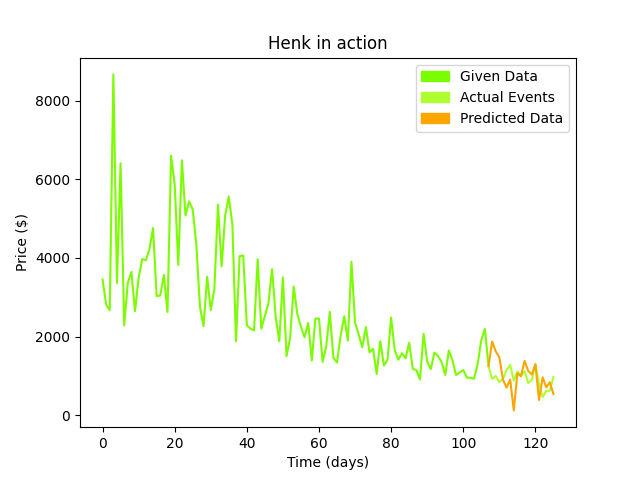 Henk in action
Given Data
Actual Events
Predicted Data
Price ($)
8000
6000
4000
2000
0
0 20 40 60 80 100 120
Time (days)